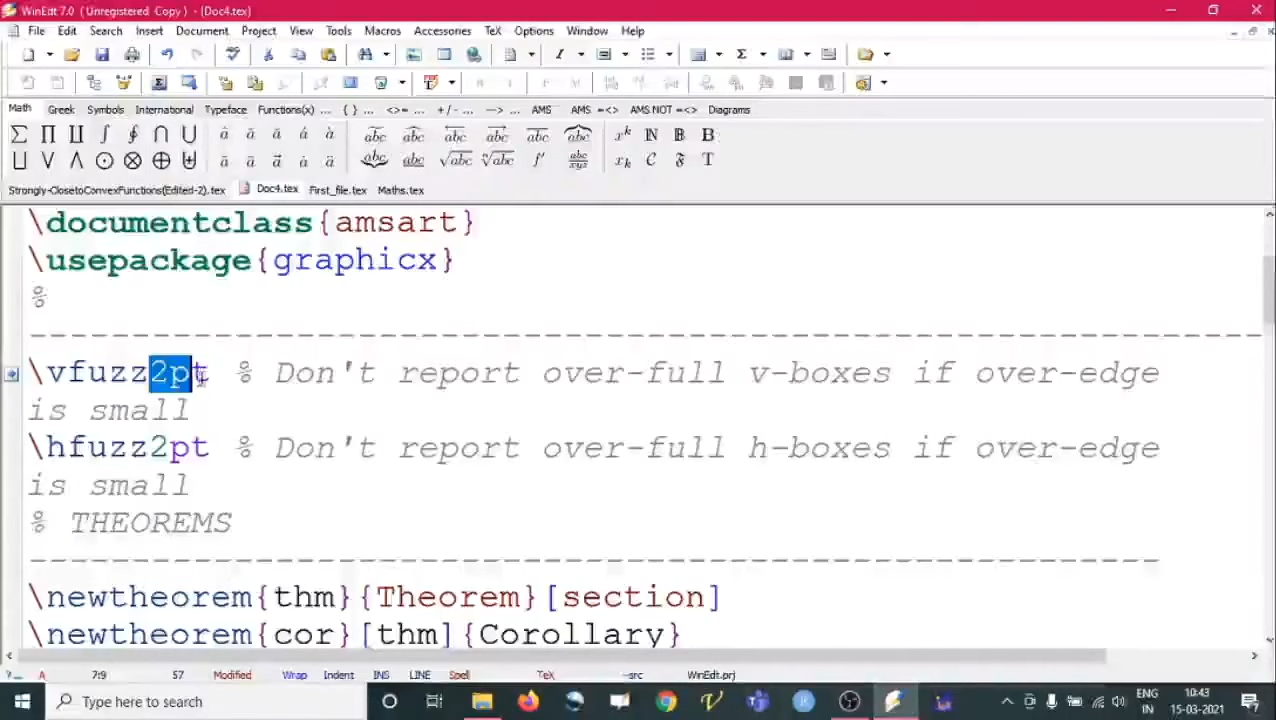 WinEdt 7.0 (Unregistered Copy) - [Doc4.tex]
File Edit Search Insert Document Project View Tools Macros Accessories TeX Options Window Help
Math Greek Symbols International Typeface Functions(x) ... { } ... <>= ... + / - ... --> ... AMS AMS =<> AMS NOT =<> Diagrams
Strongly-ClosetoConvexFunctions(Edited-2).tex Doc4.tex First_file.tex Maths.tex
\documentclass{amsart}
\usepackage{graphicx}
%
\vfuzz2pt % Don't report over-full v-boxes if over-edge
is small
\hfuzz2pt % Don't report over-full h-boxes if over-edge
is small
% THEOREMS
\newtheorem{thm}{Theorem}[section]
\newtheorem{cor}[thm]{Corollary}
A 7:9 57 Modified Wrap Indent INS LINE Spell TeX --src WinEdt.prj
Type here to search
ENG 10:43
IN 15-03-2021